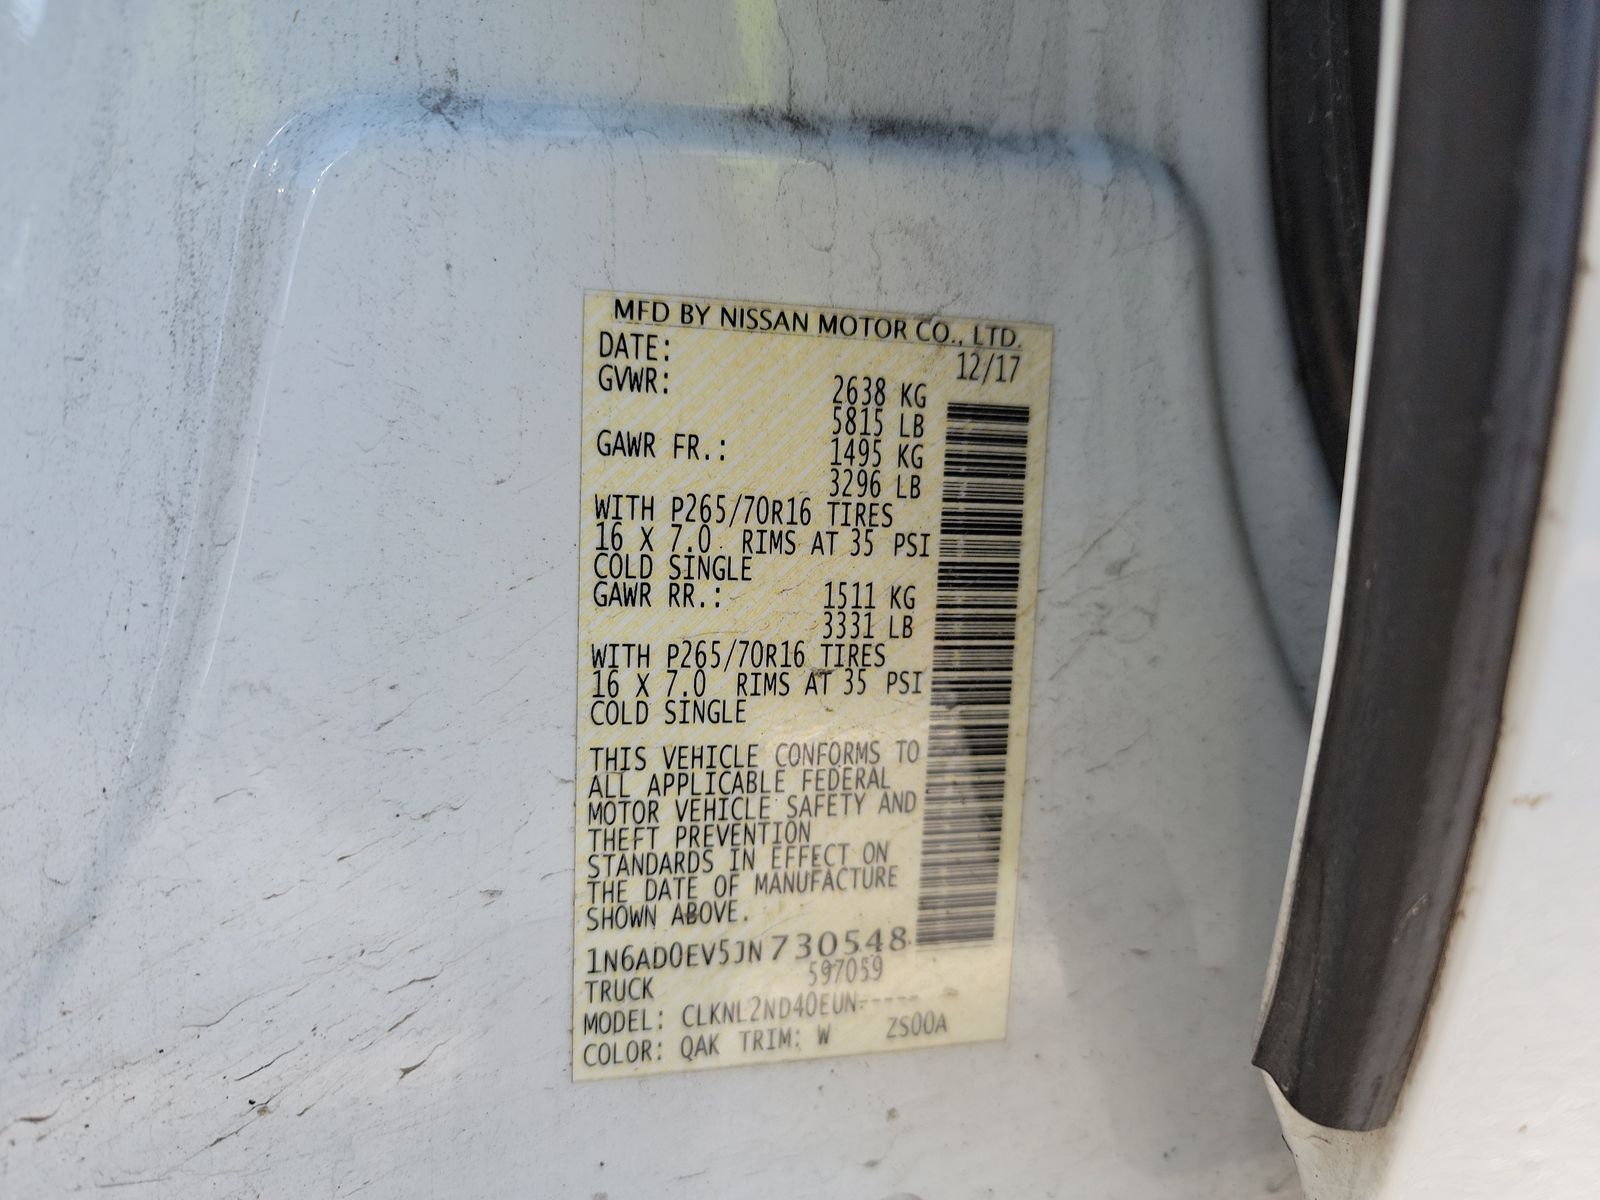 MFD BY NISSAN MOTOR CO., LTD.
DATE: 12/17
GVWR: 2638 KG
5815 LB
GAWR FR.: 1495 KG
3296 LB
WITH P265/70R16 TIRES
16 X 7.0 RIMS AT 35 PSI
COLD SINGLE
GAWR RR.: 1511 KG
3331 LB
WITH P265/70R16 TIRES
16 X 7.0 RIMS AT 35 PSI
COLD SINGLE
THIS VEHICLE CONFORMS TO
ALL APPLICABLE FEDERAL
MOTOR VEHICLE SAFETY AND
THEFT PREVENTION
STANDARDS IN EFFECT ON
THE DATE OF MANUFACTURE
SHOWN ABOVE.
1N6AD0EV5JN730548
TRUCK 597059
MODEL: CLKNL2ND40EUN-----
COLOR: QAK TRIM: W ZS00A